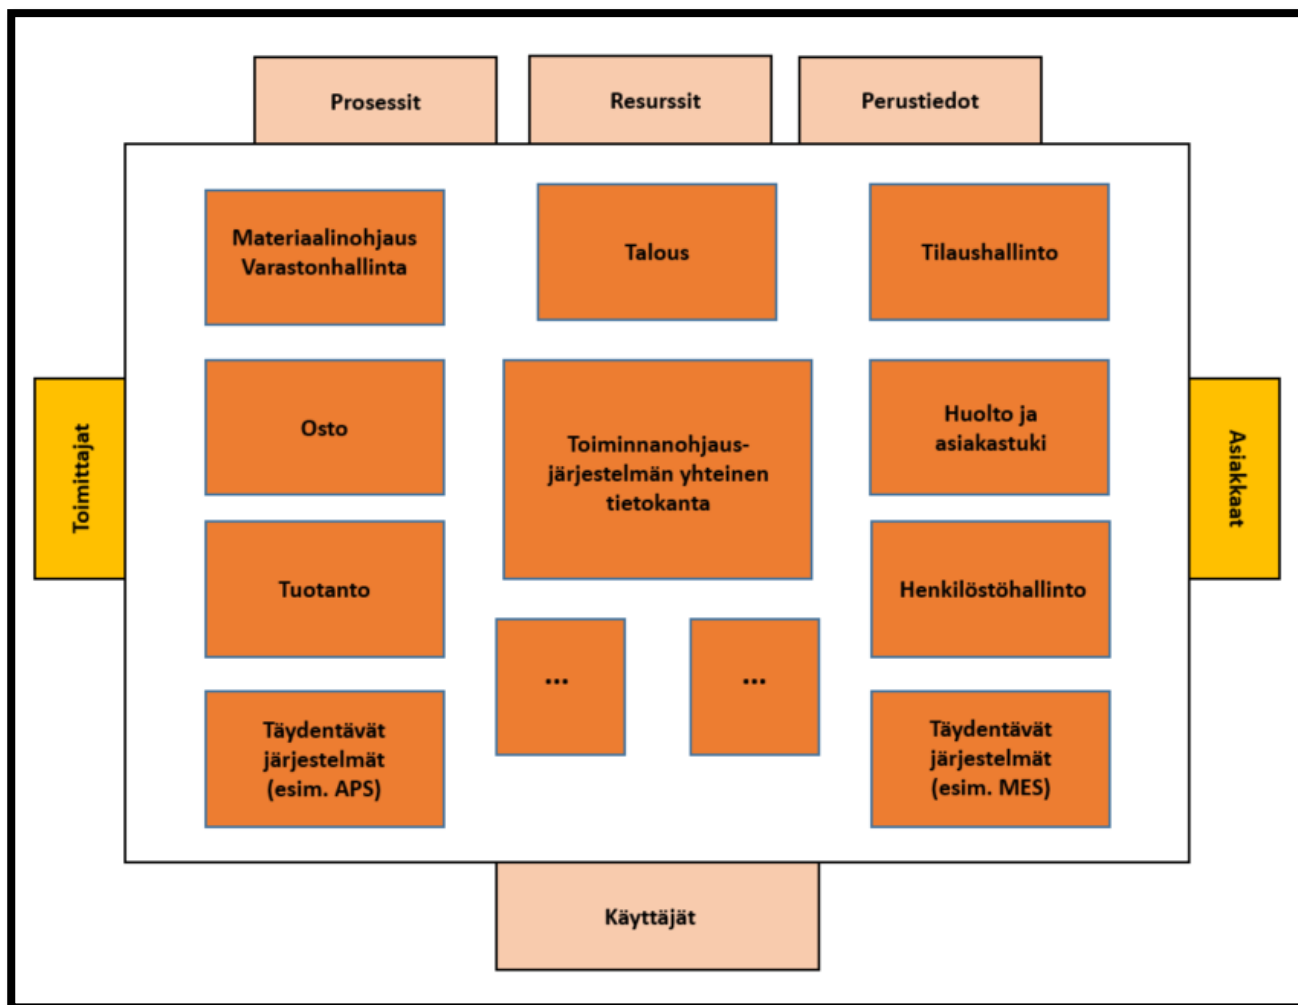 Prosessit
Resurssit
Perustiedot
Materiaalinohjaus
Varastonhallinta
Talous
Tilaushallinto
Toimittajat
Osto
Toiminnanohjaus-
järjestelmän yhteinen
tietokanta
Huolto ja
asiakastuki
Asiakkaat
Tuotanto
Henkilöstöhallinto
...
...
Täydentävät
järjestelmät
(esim. APS)
Täydentävät
järjestelmät
(esim. MES)
Käyttäjät